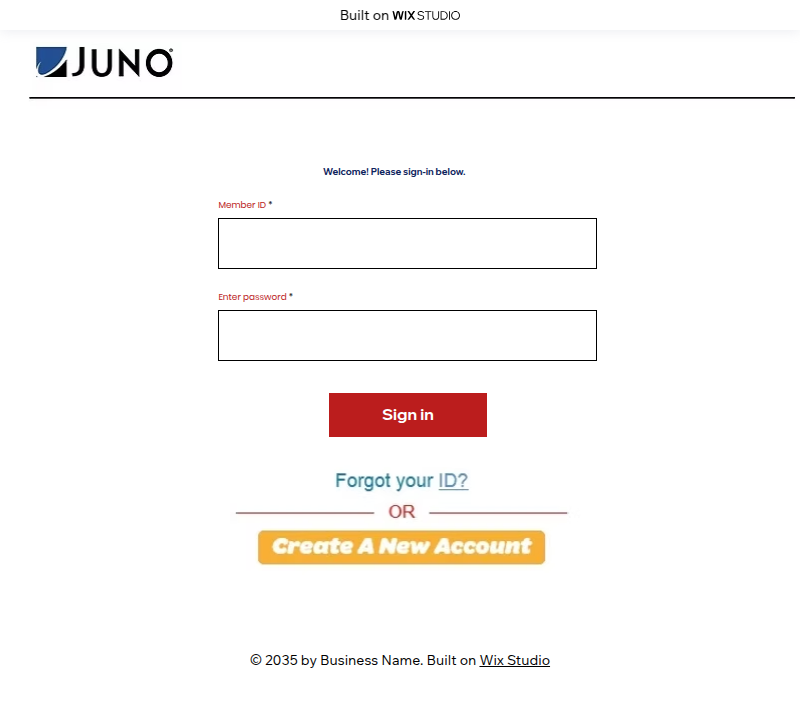 Built on WIX STUDIO
JUNO®
Welcome! Please sign-in below.
Member ID *
Enter password *
Sign in
Forgot your ID?
OR
Create A New Account
© 2035 by Business Name. Built on Wix Studio